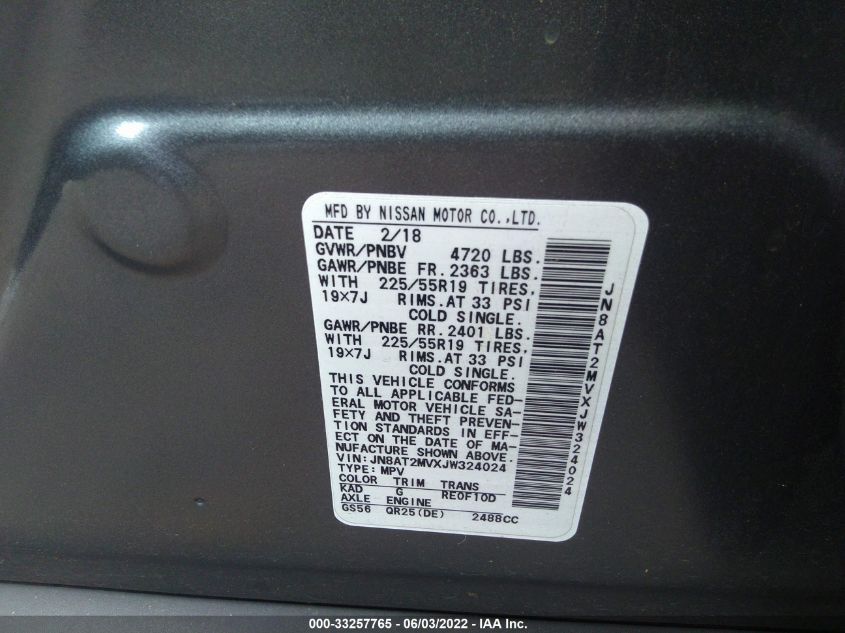 MFD BY NISSAN MOTOR CO.,LTD.
DATE 2/18
GVWR/PNBV 4720 LBS.
GAWR/PNBE FR. 2363 LBS.
WITH 225/55R19 TIRES,
19×7J RIMS.AT 33 PSI
COLD SINGLE.
GAWR/PNBE RR. 2401 LBS.
WITH 225/55R19 TIRES,
19×7J RIMS.AT 33 PSI
COLD SINGLE.
THIS VEHICLE CONFORMS
TO ALL APPLICABLE FED-
ERAL MOTOR VEHICLE SA-
FETY AND THEFT PREVEN-
TION STANDARDS IN EFF-
ECT ON THE DATE OF MA-
NUFACTURE SHOWN ABOVE.
VIN: JN8AT2MVXJW324024
TYPE: MPV
COLOR TRIM TRANS
KAD G RE0F10D
AXLE ENGINE
GS56 QR25(DE) 2488CC
JN8AT2MVXJW324024
000-33257765 - 06/03/2022 - IAA Inc.